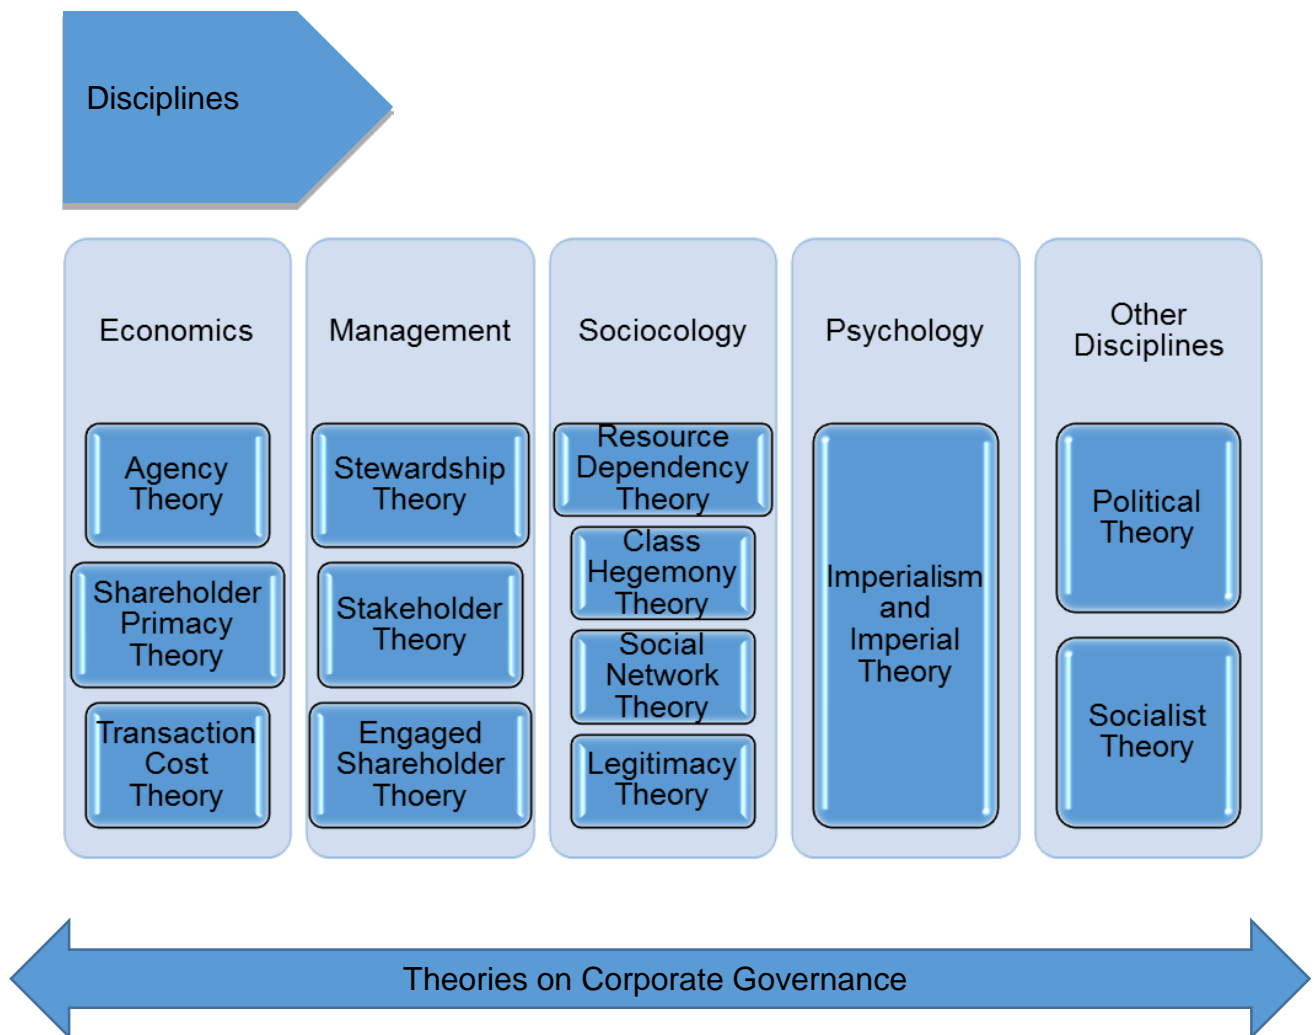 Disciplines
Economics
Agency
Theory
Shareholder
Primacy
Theory
Transaction
Cost
Theory
Management
Stewardship
Theory
Stakeholder
Theory
Engaged
Shareholder
Thoery
Sociocology
Resource
Dependency
Theory
Class
Hegemony
Theory
Social
Network
Theory
Legitimacy
Theory
Psychology
Imperialism
and
Imperial
Theory
Other
Disciplines
Political
Theory
Socialist
Theory
Theories on Corporate Governance